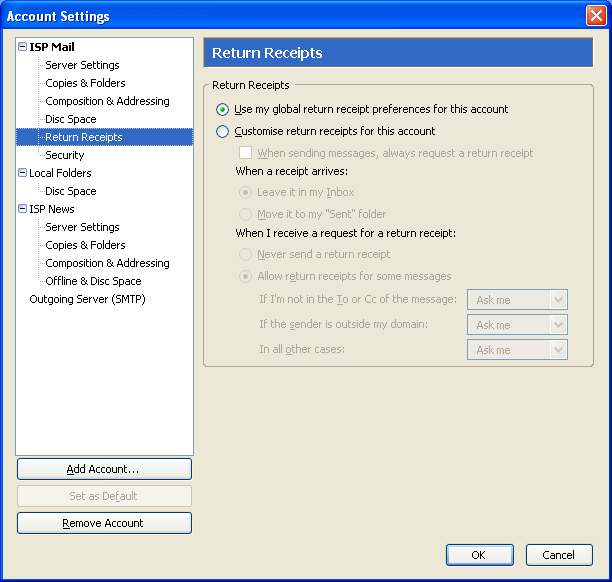 Account Settings
ISP Mail
Server Settings
Copies & Folders
Composition & Addressing
Disc Space
Return Receipts
Security
Local Folders
Disc Space
ISP News
Server Settings
Copies & Folders
Composition & Addressing
Offline & Disc Space
Outgoing Server (SMTP)
Add Account...
Set as Default
Remove Account
Return Receipts
Return Receipts
Use my global return receipt preferences for this account
Customise return receipts for this account
When sending messages, always request a return receipt
When a receipt arrives:
Leave it in my Inbox
Move it to my "Sent" folder
When I receive a request for a return receipt:
Never send a return receipt
Allow return receipts for some messages
If I'm not in the To or Cc of the message: Ask me
If the sender is outside my domain: Ask me
In all other cases: Ask me
OK Cancel